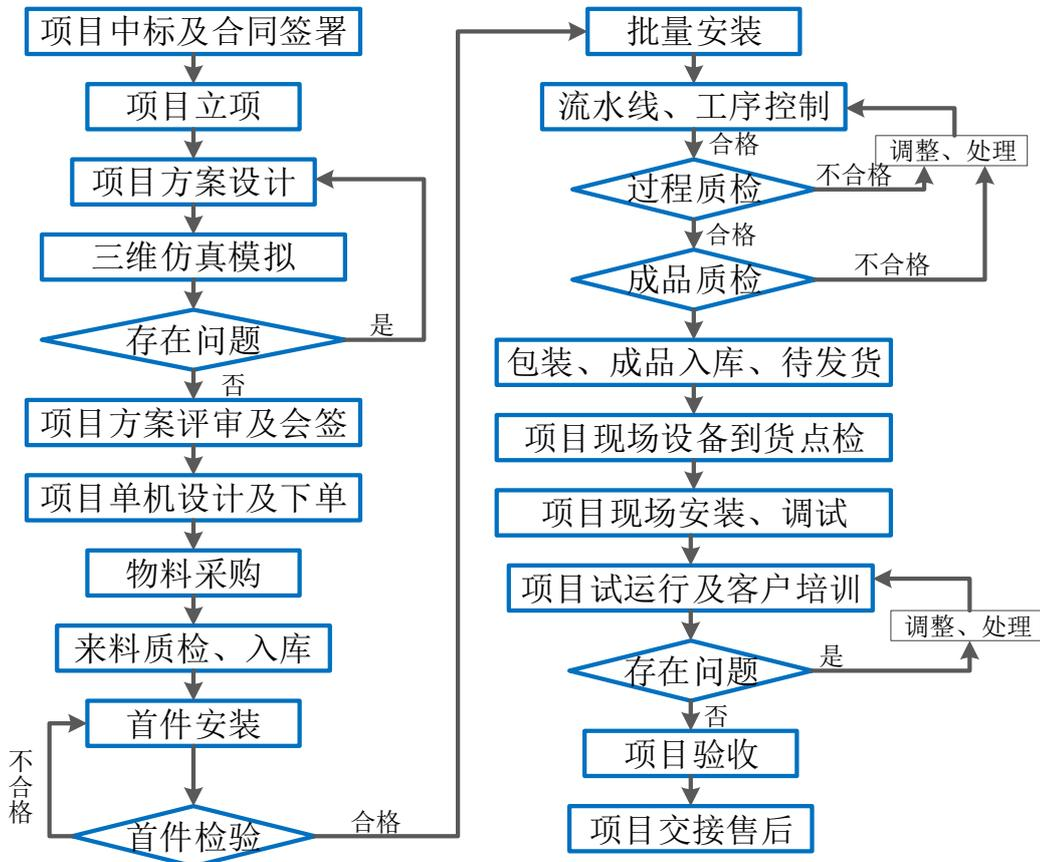 项目中标及合同签署
项目立项
项目方案设计
三维仿真模拟
存在问题
是
否
项目方案评审及会签
项目单机设计及下单
物料采购
来料质检、入库
首件安装
不合格
首件检验
合格
批量安装
流水线、工序控制
合格
调整、处理
过程质检
不合格
合格
成品质检
不合格
包装、成品入库、待发货
项目现场设备到货点检
项目现场安装、调试
项目试运行及客户培训
调整、处理
存在问题
是
否
项目验收
项目交接售后